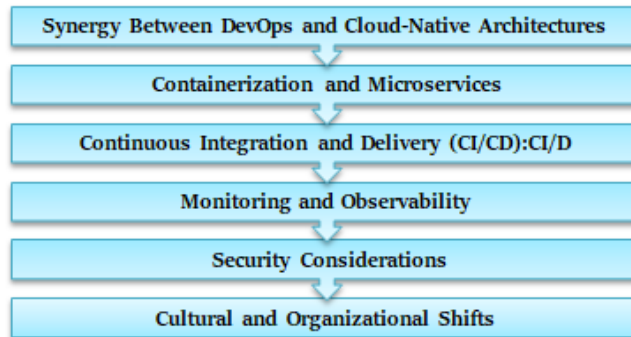 Synergy Between DevOps and Cloud-Native Architectures
Containerization and Microservices
Continuous Integration and Delivery (CI/CD):CI/D
Monitoring and Observability
Security Considerations
Cultural and Organizational Shifts